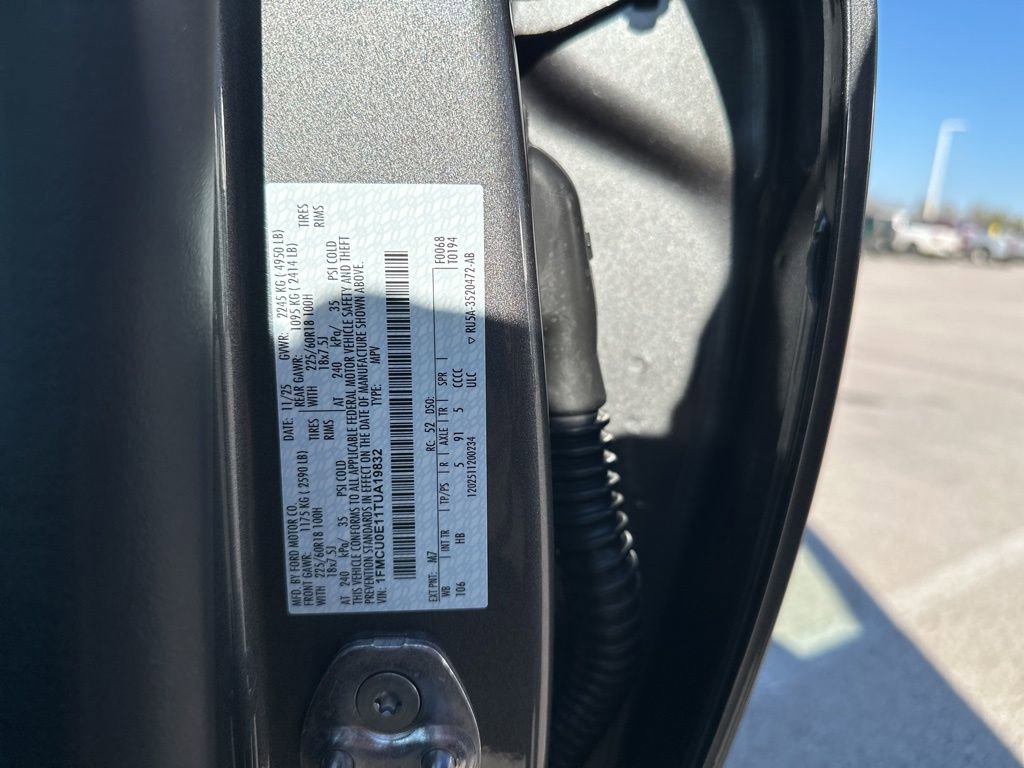 MFD. BY FORD MOTOR CO. DATE: 11/25 GVWR: 2245 KG ( 4950 LB)
FRONT GAWR: 1175 KG ( 2590 LB) REAR GAWR: 1095 KG ( 2414 LB)
WITH 225/60R18 100H TIRES WITH 225/60R18 100H TIRES
18x7.5J RIMS 18x7.5J RIMS
AT 240 kPa/ 35 PSI COLD AT 240 kPa/ 35 PSI COLD
THIS VEHICLE CONFORMS TO ALL APPLICABLE FEDERAL MOTOR VEHICLE SAFETY AND THEFT
PREVENTION STANDARDS IN EFFECT ON THE DATE OF MANUFACTURE SHOWN ABOVE.
VIN: 1FMCU0E11TUA19832 TYPE: MPV
EXT PNT: M7 RC: 52 DSO: F0068
WB INT TR TP/PS R AXLE TR SPR T0194
106 HB 5 91 5 CCCC
1202511200234 ULC ▽ RU5A-3520472-AB